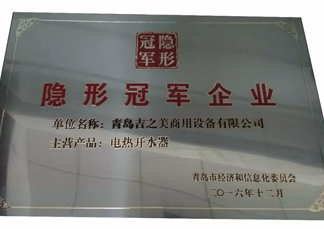 隐形
冠军
隐形冠军企业
单位名称：青岛吉之美商用设备有限公司
主营产品：电热开水器
青岛市经济和信息化委员会
二〇一六年十二月